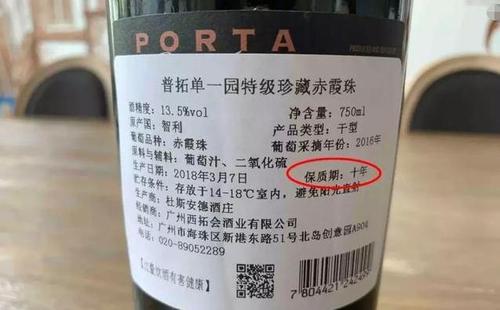 PORTA
普拓单一园特级珍藏赤霞珠
酒精度：13.5%vol 净含量：750ml
原产国：智利 产品类型：干型
葡萄品种：赤霞珠 葡萄采摘年份：2016年
原料与辅料：葡萄汁、二氧化硫
生产日期：2018年3月7日 保质期：十年
贮存条件：存放于14-18℃室内，避免阳光直射
生产商：杜斯安德酒庄
经销商：广州西拓会酒业有限公司
地址：广州市海珠区新港东路51号北岛创意园A904
电话：020-89052289
【过量饮酒有害健康】